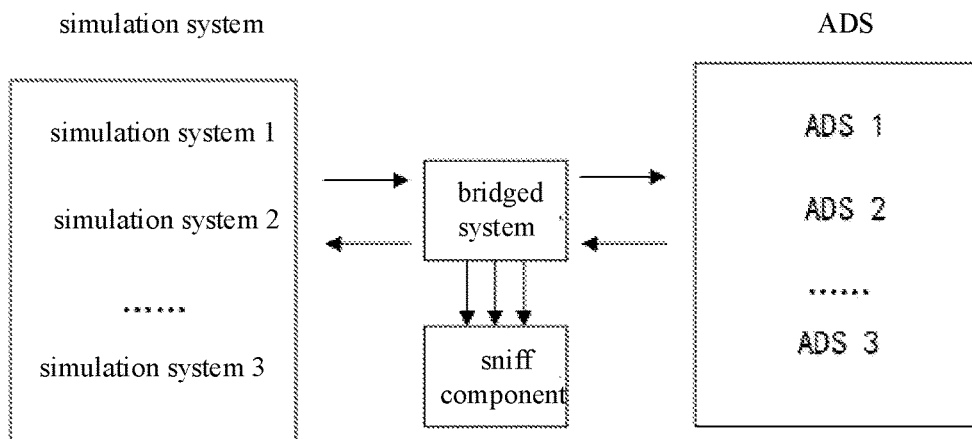 simulation system
ADS
simulation system 1
simulation system 2
......
simulation system 3
bridged
system
sniff
component
ADS 1
ADS 2
......
ADS 3